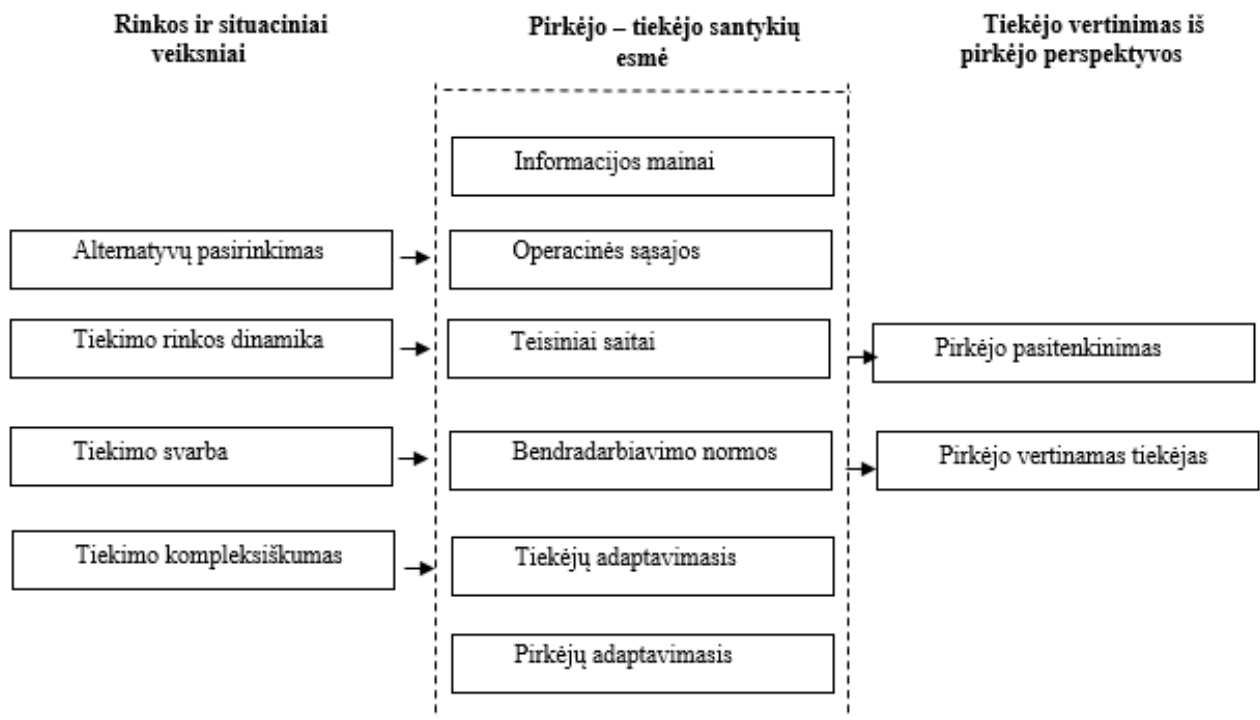 Rinkos ir situaciniai
veiksniai
Pirkėjo – tiekėjo santykių
esmė
Tiekėjo vertinimas iš
pirkėjo perspektyvos
Informacijos mainai
Alternatyvų pasirinkimas
Operacinės sąsajos
Tiekimo rinkos dinamika
Teisiniai saitai
Pirkėjo pasitenkinimas
Tiekimo svarba
Bendradarbiavimo normos
Pirkėjo vertinamas tiekėjas
Tiekimo kompleksiškumas
Tiekėjų adaptavimasis
Pirkėjų adaptavimasis